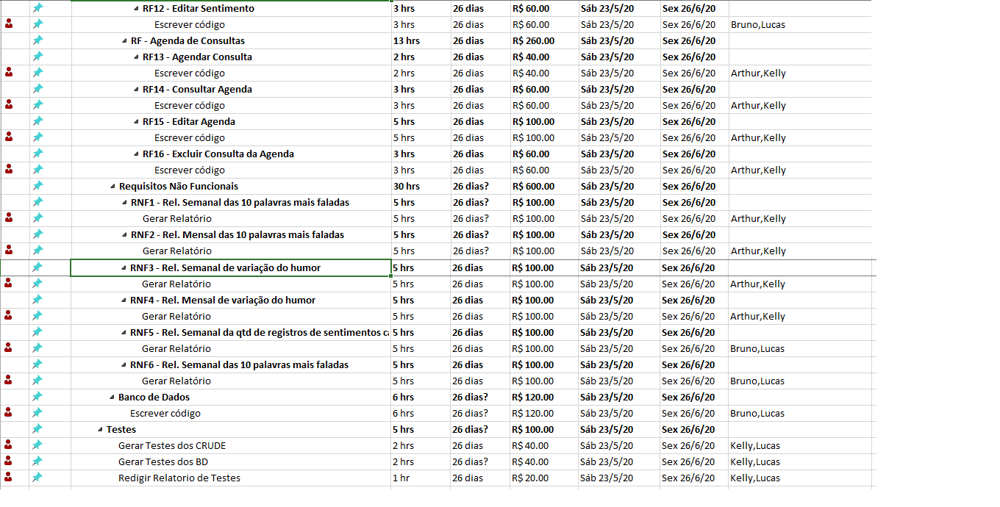 RF12 - Editar Sentimento 3 hrs 26 dias R$ 60.00 Sáb 23/5/20 Sex 26/6/20
Escrever código 3 hrs 26 dias R$ 60.00 Sáb 23/5/20 Sex 26/6/20 Bruno,Lucas
RF - Agenda de Consultas 13 hrs 26 dias R$ 260.00 Sáb 23/5/20 Sex 26/6/20
RF13 - Agendar Consulta 2 hrs 26 dias R$ 40.00 Sáb 23/5/20 Sex 26/6/20
Escrever código 2 hrs 26 dias R$ 40.00 Sáb 23/5/20 Sex 26/6/20 Arthur,Kelly
RF14 - Consultar Agenda 3 hrs 26 dias R$ 60.00 Sáb 23/5/20 Sex 26/6/20
Escrever código 3 hrs 26 dias R$ 60.00 Sáb 23/5/20 Sex 26/6/20 Arthur,Kelly
RF15 - Editar Agenda 5 hrs 26 dias R$ 100.00 Sáb 23/5/20 Sex 26/6/20
Escrever código 5 hrs 26 dias R$ 100.00 Sáb 23/5/20 Sex 26/6/20 Arthur,Kelly
RF16 - Excluir Consulta da Agenda 3 hrs 26 dias R$ 60.00 Sáb 23/5/20 Sex 26/6/20
Escrever código 3 hrs 26 dias R$ 60.00 Sáb 23/5/20 Sex 26/6/20 Arthur,Kelly
Requisitos Não Funcionais 30 hrs 26 dias? R$ 600.00 Sáb 23/5/20 Sex 26/6/20
RNF1 - Rel. Semanal das 10 palavras mais faladas 5 hrs 26 dias? R$ 100.00 Sáb 23/5/20 Sex 26/6/20
Gerar Relatório 5 hrs 26 dias? R$ 100.00 Sáb 23/5/20 Sex 26/6/20 Arthur,Kelly
RNF2 - Rel. Mensal das 10 palavras mais faladas 5 hrs 26 dias? R$ 100.00 Sáb 23/5/20 Sex 26/6/20
Gerar Relatório 5 hrs 26 dias? R$ 100.00 Sáb 23/5/20 Sex 26/6/20 Arthur,Kelly
RNF3 - Rel. Semanal de variação do humor 5 hrs 26 dias R$ 100.00 Sáb 23/5/20 Sex 26/6/20
Gerar Relatório 5 hrs 26 dias R$ 100.00 Sáb 23/5/20 Sex 26/6/20 Arthur,Kelly
RNF4 - Rel. Mensal de variação do humor 5 hrs 26 dias R$ 100.00 Sáb 23/5/20 Sex 26/6/20
Gerar Relatório 5 hrs 26 dias R$ 100.00 Sáb 23/5/20 Sex 26/6/20 Arthur,Kelly
RNF5 - Rel. Semanal da qtd de registros de sentimentos 5 hrs 26 dias R$ 100.00 Sáb 23/5/20 Sex 26/6/20
Gerar Relatório 5 hrs 26 dias R$ 100.00 Sáb 23/5/20 Sex 26/6/20 Bruno,Lucas
RNF6 - Rel. Semanal das 10 palavras mais faladas 5 hrs 26 dias R$ 100.00 Sáb 23/5/20 Sex 26/6/20
Gerar Relatório 5 hrs 26 dias R$ 100.00 Sáb 23/5/20 Sex 26/6/20 Bruno,Lucas
Banco de Dados 6 hrs 26 dias? R$ 120.00 Sáb 23/5/20 Sex 26/6/20
Escrever código 6 hrs 26 dias? R$ 120.00 Sáb 23/5/20 Sex 26/6/20 Bruno,Lucas
Testes 5 hrs 26 dias? R$ 100.00 Sáb 23/5/20 Sex 26/6/20
Gerar Testes dos CRUDE 2 hrs 26 dias R$ 40.00 Sáb 23/5/20 Sex 26/6/20 Kelly,Lucas
Gerar Testes dos BD 2 hrs 26 dias? R$ 40.00 Sáb 23/5/20 Sex 26/6/20 Kelly,Lucas
Redigir Relatorio de Testes 1 hr 26 dias R$ 20.00 Sáb 23/5/20 Sex 26/6/20 Kelly,Lucas